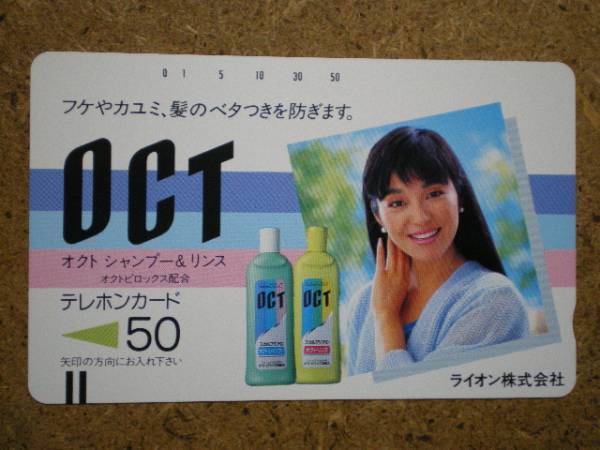 0 1 5 10 30 50
フケやカユミ、髪のベタつきを防ぎます。
OCT
オクト シャンプー&リンス
オクトピロックス配合
テレホンカード
50
矢印の方向にお入れ下さい
OCT
OCT
ライオン株式会社